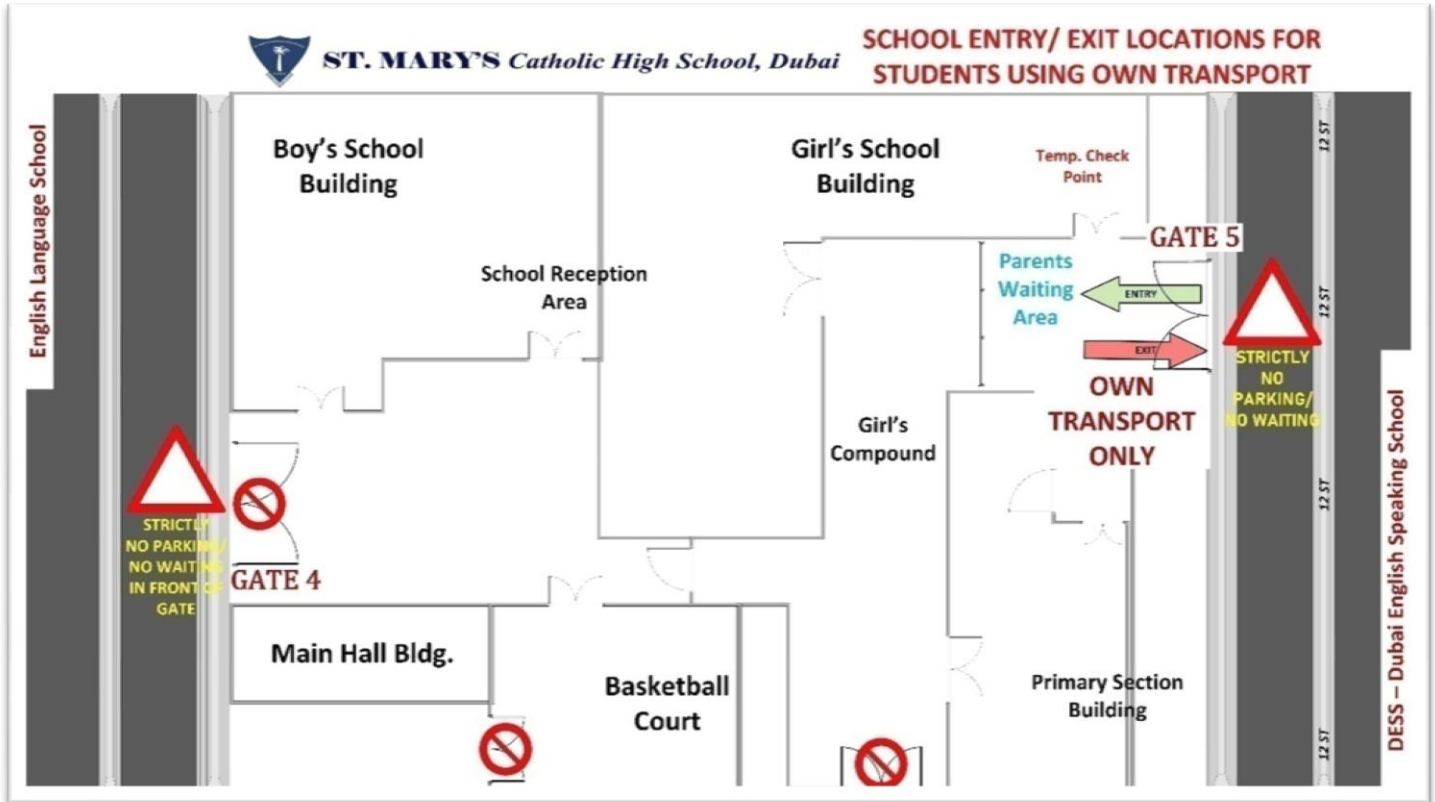 ST. MARY'S Catholic High School, Dubai
SCHOOL ENTRY/ EXIT LOCATIONS FOR
STUDENTS USING OWN TRANSPORT
English Language School
Boy's School
Building
Girl's School
Building
Temp. Check
Point
12 ST
GATE 5
School Reception
Area
Parents
Waiting
Area
ENTRY
12 ST
EXIT
STRICTLY
NO
PARKING/
NO WAITING
OWN
TRANSPORT
ONLY
Girl's
Compound
12 ST
DESS – Dubai English Speaking School
STRICTLY
NO PARKING/
NO WAITING
IN FRONT OF
GATE
GATE 4
Main Hall Bldg.
Basketball
Court
Primary Section
Building
12 ST